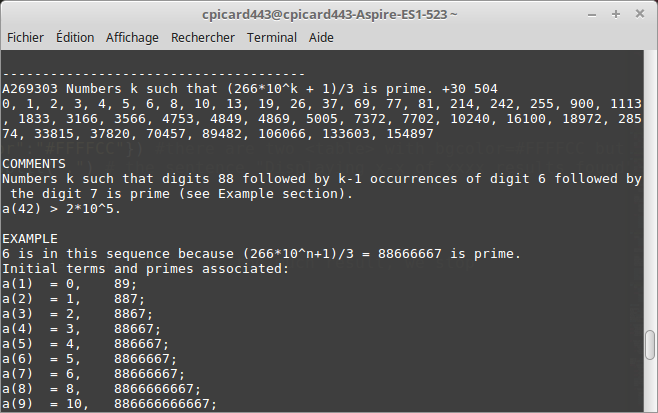 cpicard443@cpicard443-Aspire-ES1-523 ~
Fichier Édition Affichage Rechercher Terminal Aide
--------------------------------------
A269303 Numbers k such that (266*10^k + 1)/3 is prime. +30 504
0, 1, 2, 3, 4, 5, 6, 8, 10, 13, 19, 26, 37, 69, 77, 81, 214, 242, 255, 900, 1113
, 1833, 3166, 3566, 4753, 4849, 4869, 5005, 7372, 7702, 10240, 16100, 18972, 285
74, 33815, 37820, 70457, 89482, 106066, 133603, 154897
COMMENTS
Numbers k such that digits 88 followed by k-1 occurrences of digit 6 followed by
the digit 7 is prime (see Example section).
a(42) > 2*10^5.
EXAMPLE
6 is in this sequence because (266*10^n+1)/3 = 88666667 is prime.
Initial terms and primes associated:
a(1) = 0, 89;
a(2) = 1, 887;
a(3) = 2, 8867;
a(4) = 3, 88667;
a(5) = 4, 886667;
a(6) = 5, 8866667;
a(7) = 6, 88666667;
a(8) = 8, 8866666667;
a(9) = 10, 886666666667;